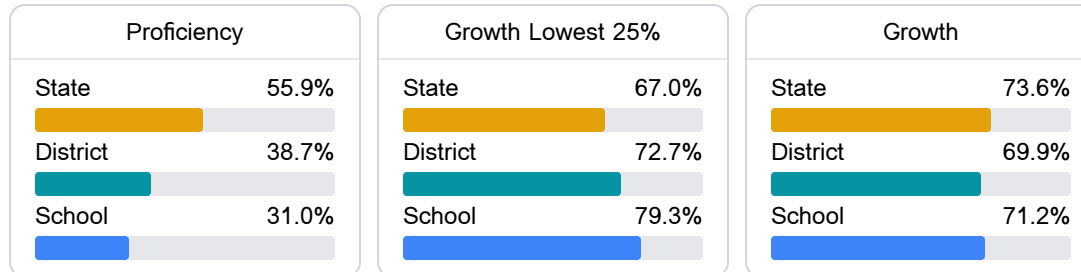 Proficiency
State 55.9%
District 38.7%
School 31.0%
Growth Lowest 25%
State 67.0%
District 72.7%
School 79.3%
Growth
State 73.6%
District 69.9%
School 71.2%